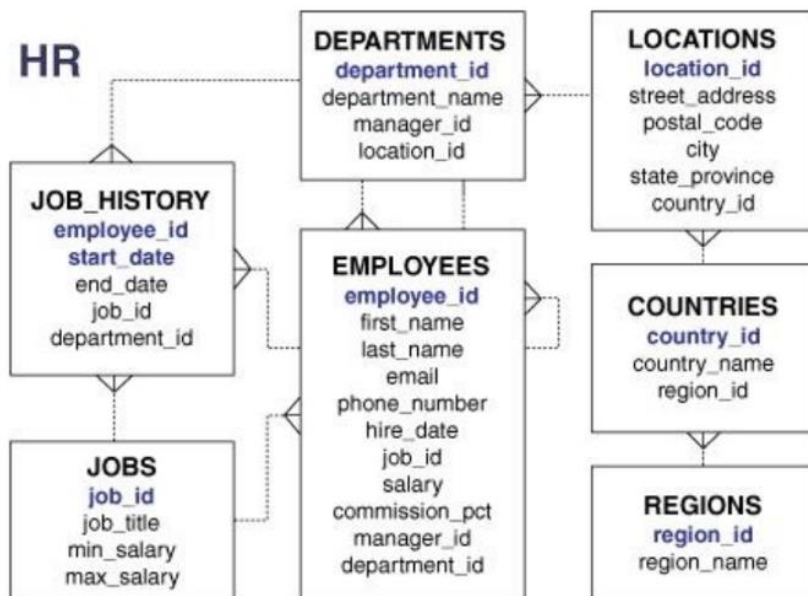 HR
DEPARTMENTS
department_id
department_name
manager_id
location_id
LOCATIONS
location_id
street_address
postal_code
city
state_province
country_id
JOB_HISTORY
employee_id
start_date
end_date
job_id
department_id
EMPLOYEES
employee_id
first_name
last_name
email
phone_number
hire_date
job_id
salary
commission_pct
manager_id
department_id
COUNTRIES
country_id
country_name
region_id
JOBS
job_id
job_title
min_salary
max_salary
REGIONS
region_id
region_name